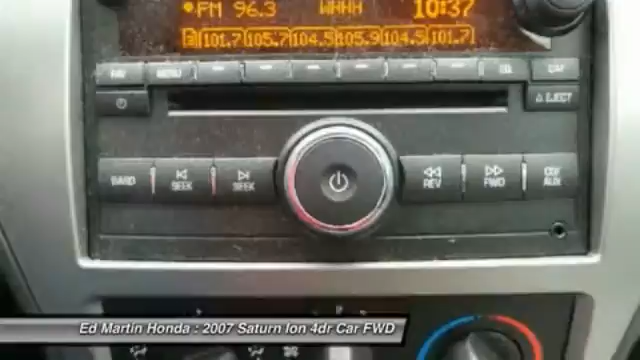 FM 96.3 WHHH 10:37
101.7 105.7 104.5 105.9 104.5 101.7
FAV MENU CAT
EJECT
BAND SEEK SEEK REV FWD CD/ AUX
Ed Martin Honda : 2007 Saturn Ion 4dr Car FWD